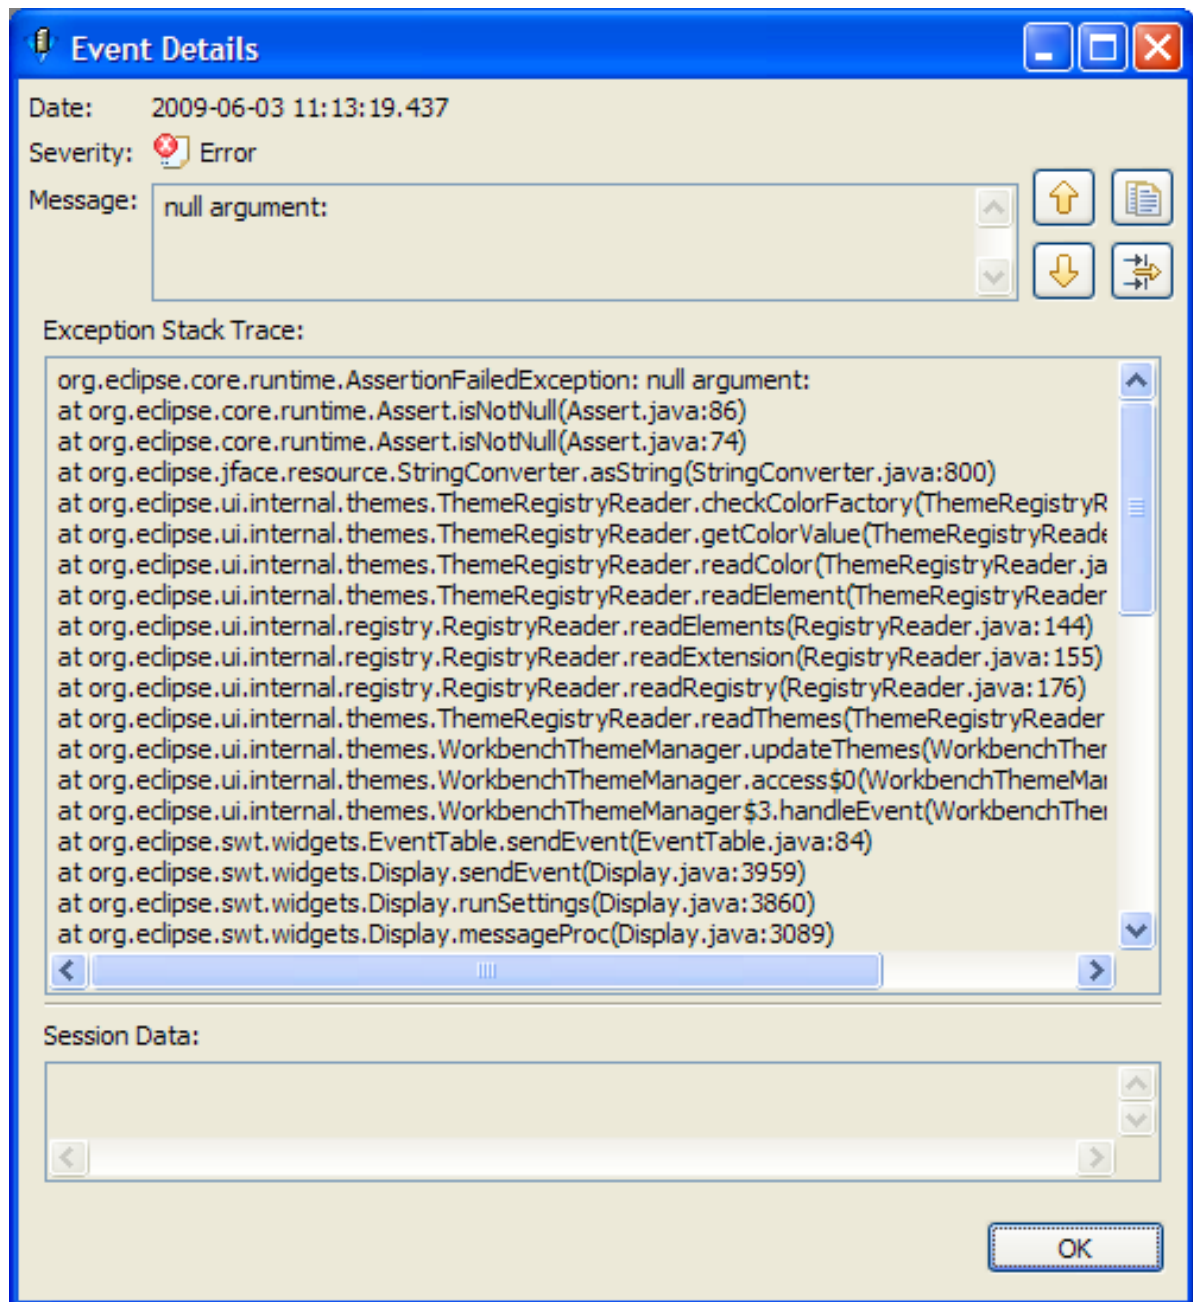 Event Details
Date: 2009-06-03 11:13:19.437
Severity: Error
Message: null argument:
Exception Stack Trace:
org.eclipse.core.runtime.AssertionFailedException: null argument:
at org.eclipse.core.runtime.Assert.isNotNull(Assert.java:86)
at org.eclipse.core.runtime.Assert.isNotNull(Assert.java:74)
at org.eclipse.jface.resource.StringConverter.asString(StringConverter.java:800)
at org.eclipse.ui.internal.themes.ThemeRegistryReader.checkColorFactory(ThemeRegistryR
at org.eclipse.ui.internal.themes.ThemeRegistryReader.getColorValue(ThemeRegistryReade
at org.eclipse.ui.internal.themes.ThemeRegistryReader.readColor(ThemeRegistryReader.ja
at org.eclipse.ui.internal.themes.ThemeRegistryReader.readElement(ThemeRegistryReader
at org.eclipse.ui.internal.registry.RegistryReader.readElements(RegistryReader.java:144)
at org.eclipse.ui.internal.registry.RegistryReader.readExtension(RegistryReader.java:155)
at org.eclipse.ui.internal.registry.RegistryReader.readRegistry(RegistryReader.java:176)
at org.eclipse.ui.internal.themes.ThemeRegistryReader.readThemes(ThemeRegistryReader
at org.eclipse.ui.internal.themes.WorkbenchThemeManager.updateThemes(WorkbenchThem
at org.eclipse.ui.internal.themes.WorkbenchThemeManager.access$0(WorkbenchThemeMan
at org.eclipse.ui.internal.themes.WorkbenchThemeManager$3.handleEvent(WorkbenchThem
at org.eclipse.swt.widgets.EventTable.sendEvent(EventTable.java:84)
at org.eclipse.swt.widgets.Display.sendEvent(Display.java:3959)
at org.eclipse.swt.widgets.Display.runSettings(Display.java:3860)
at org.eclipse.swt.widgets.Display.messageProc(Display.java:3089)
Session Data:
OK